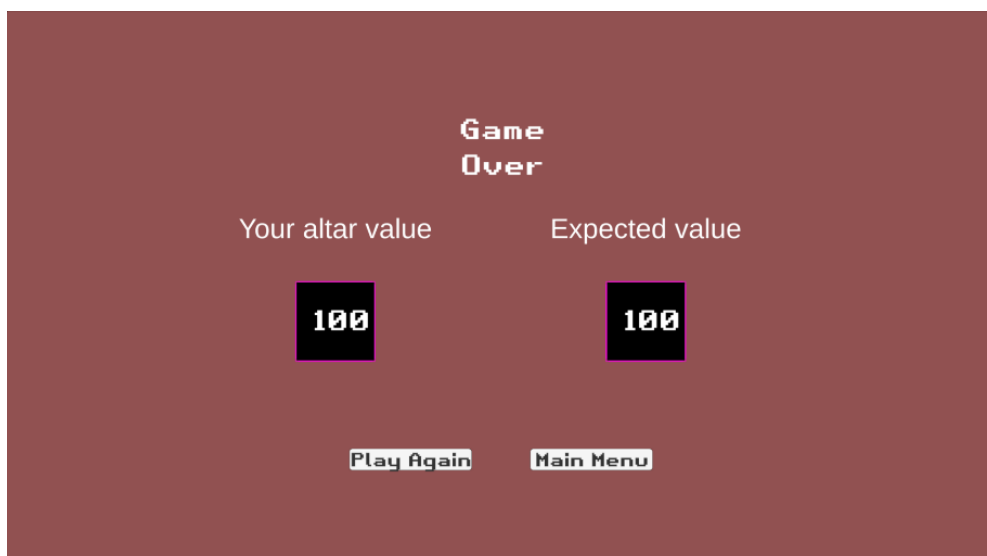 Game
Over
Your altar value
Expected value
100
100
Play Again
Main Menu